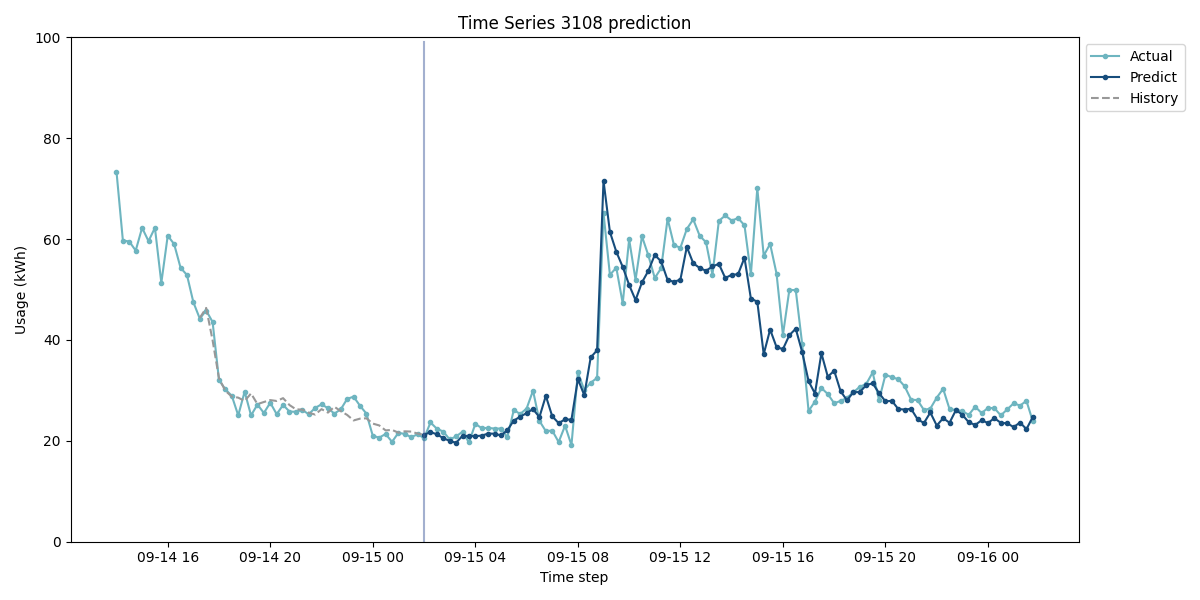 Time Series 3108 prediction
100
80
60
40
20
0
Usage (kWh)
09-14 16
09-14 20
09-15 00
09-15 04
09-15 08
09-15 12
09-15 16
09-15 20
09-16 00
Time step
Actual
Predict
History